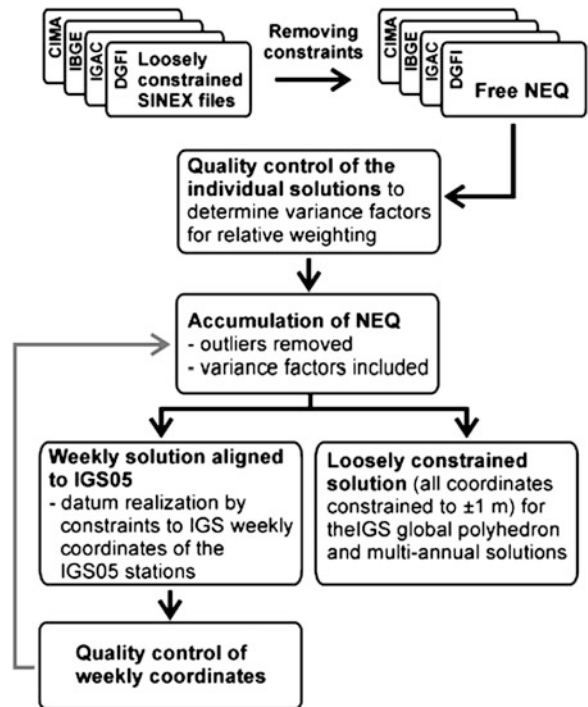 CIMA
IBGE
IGAC
DGFI
Loosely
constrained
SINEX files
Removing
constraints
CIMA
IBGE
IGAC
DGFI
Free NEQ
Quality control of the
individual solutions to
determine variance factors
for relative weighting
Accumulation of NEQ
- outliers removed
- variance factors included
Weekly solution aligned
to IGS05
- datum realization by
constraints to IGS weekly
coordinates of the
IGS05 stations
Loosely constrained
solution (all coordinates
constrained to ±1 m) for
theIGS global polyhedron
and multi-annual solutions
Quality control of
weekly coordinates